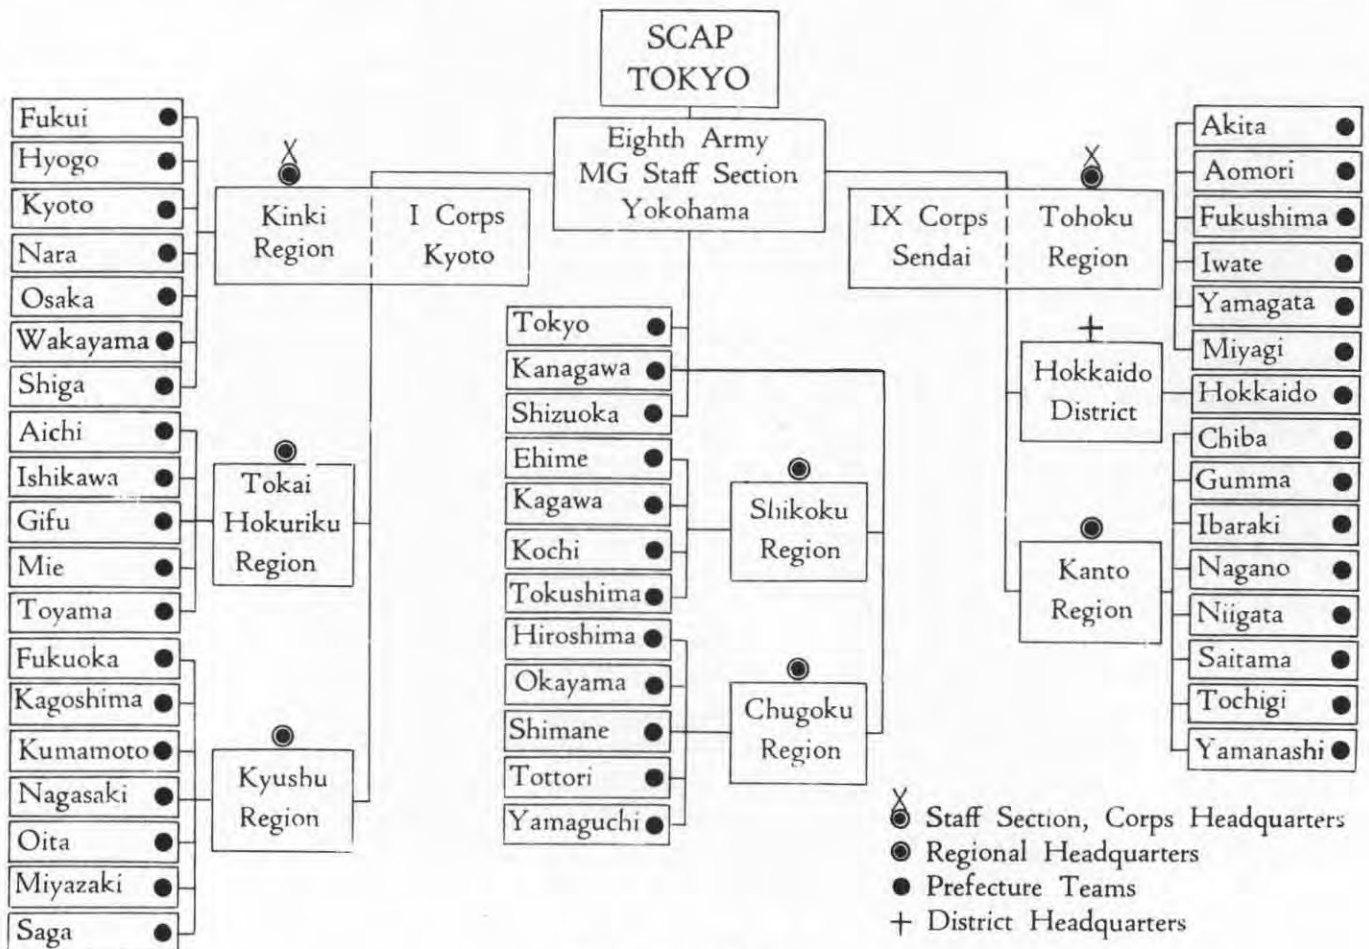 SCAP
TOKYO
Eighth Army
MG Staff Section
Yokohama
Fukui
Hyogo
Kyoto
Nara
Osaka
Wakayama
Shiga
Aichi
Ishikawa
Gifu
Mie
Toyama
Fukuoka
Kagoshima
Kumamoto
Nagasaki
Oita
Miyazaki
Saga
Kinki
Region
I Corps
Kyoto
Tokai
Hokuriku
Region
Kyushu
Region
Tokyo
Kanagawa
Shizuoka
Ehime
Kagawa
Kochi
Tokushima
Hiroshima
Okayama
Shimane
Tottori
Yamaguchi
Shikoku
Region
Chugoku
Region
IX Corps
Sendai
Tohoku
Region
Hokkaido
District
Kanto
Region
Akita
Aomori
Fukushima
Iwate
Yamagata
Miyagi
Hokkaido
Chiba
Gumma
Ibaraki
Nagano
Niigata
Saitama
Tochigi
Yamanashi
Staff Section, Corps Headquarters
Regional Headquarters
Prefecture Teams
District Headquarters